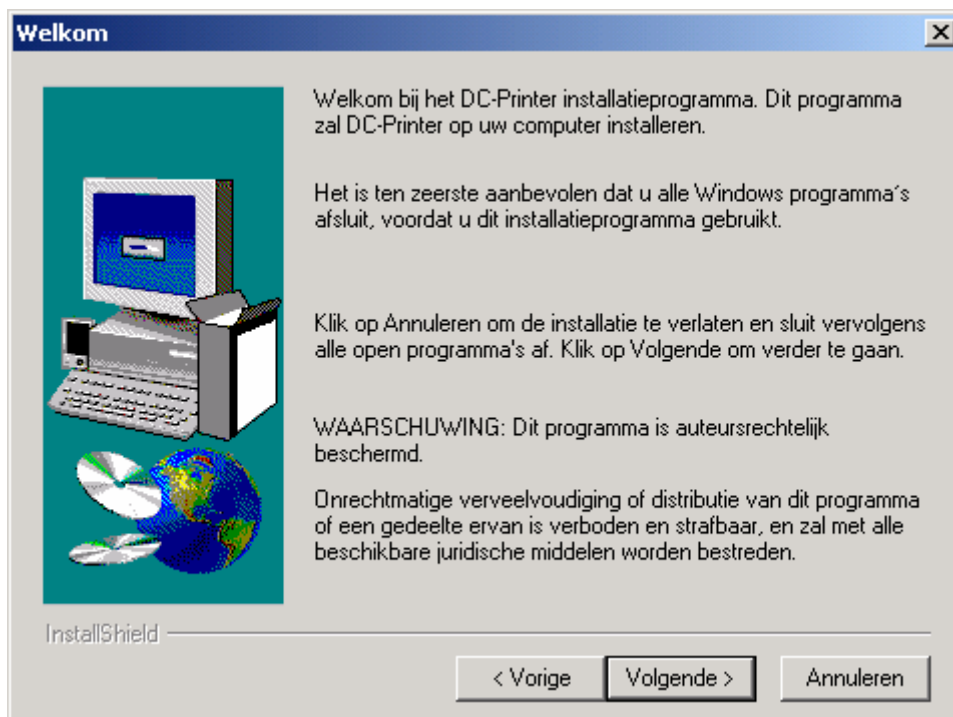 Welkom
Welkom bij het DC-Printer installatieprogramma. Dit programma
zal DC-Printer op uw computer installeren.
Het is ten zeerste aanbevolen dat u alle Windows programma´s
afsluit, voordat u dit installatieprogramma gebruikt.
Klik op Annuleren om de installatie te verlaten en sluit vervolgens
alle open programma's af. Klik op Volgende om verder te gaan.
WAARSCHUWING: Dit programma is auteursrechtelijk
beschermd.
Onrechtmatige verveelvoudiging of distributie van dit programma
of een gedeelte ervan is verboden en strafbaar, en zal met alle
beschikbare juridische middelen worden bestreden.
InstallShield
< Vorige Volgende > Annuleren